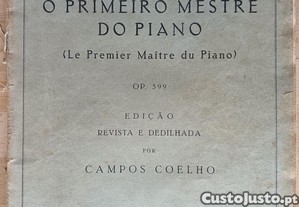 O PRIMEIRO MESTRE
DO PIANO
(Le Premier Maître du Piano)
OP. 599
EDIÇÃO
REVISTA E DEDILHADA
POR
CAMPOS COELHO
CustoJusto.pt